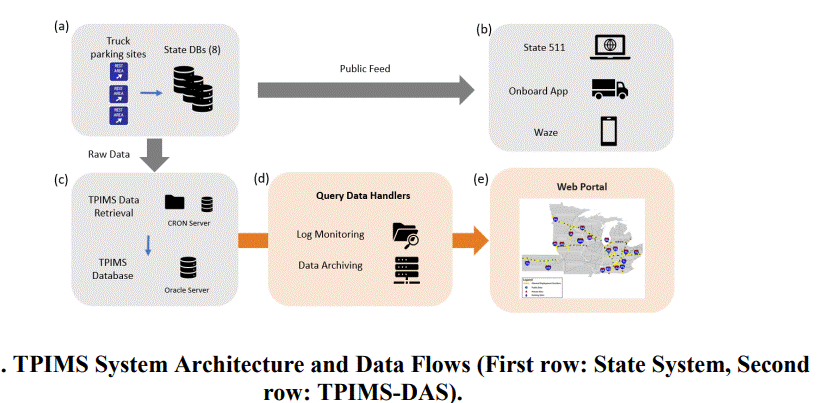 (a)
Truck
parking sites
State DBs (8)
REST
AREA
REST
AREA
REST
AREA
Public Feed
(b)
State 511
Onboard App
Waze
Raw Data
(c)
TPIMS Data
Retrieval
CRON Server
TPIMS
Database
Oracle Server
(d)
Query Data Handlers
Log Monitoring
Data Archiving
(e)
Web Portal
. TPIMS System Architecture and Data Flows (First row: State System, Second
row: TPIMS-DAS).